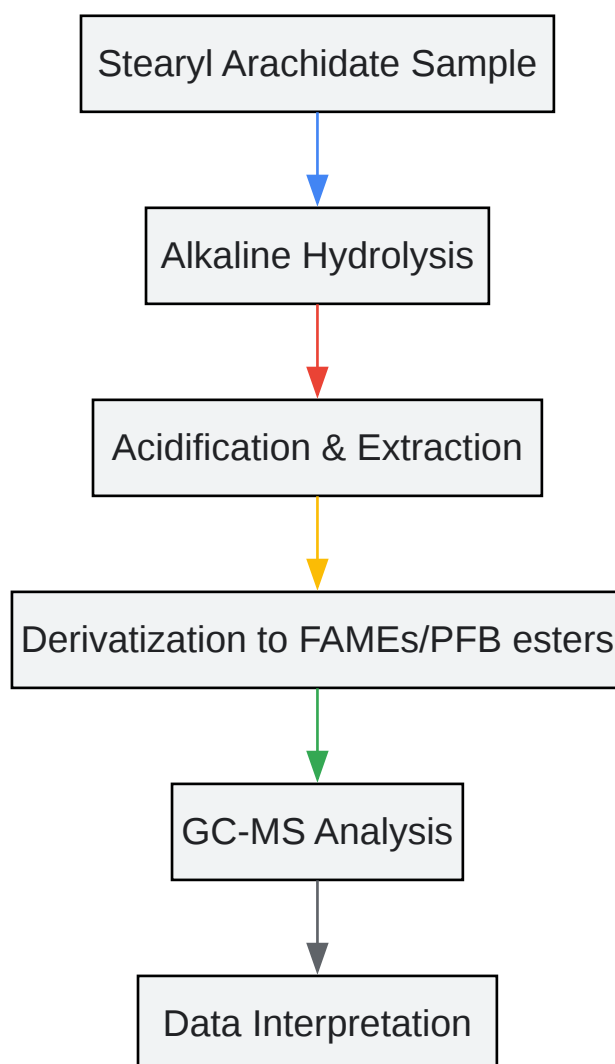 Stearyl Arachidate Sample
Alkaline Hydrolysis
Acidification & Extraction
Derivatization to FAMEs/PFB esters
GC-MS Analysis
Data Interpretation